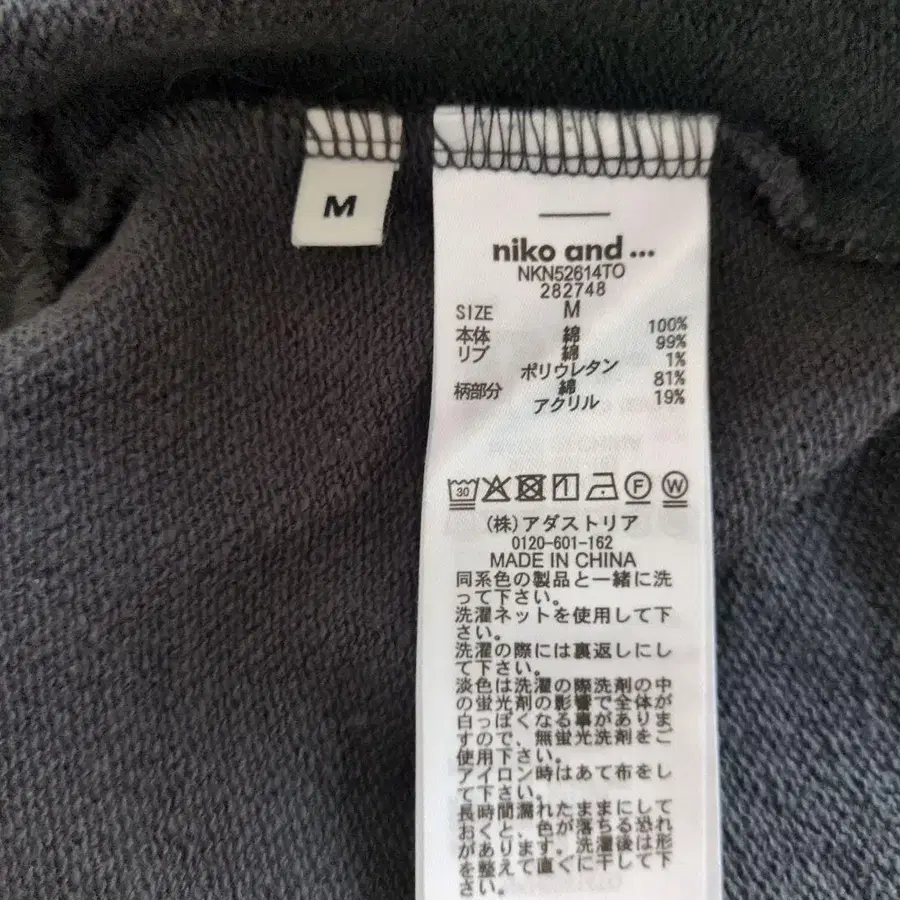 M
niko and ...
NKN52614TO
282748
SIZE M
本体 綿 100%
リブ 綿 99%
ポリウレタン 1%
柄部分 綿 81%
アクリル 19%
30
F
W
(株)アダストリア
0120-601-162
MADE IN CHINA
同系色の製品と一緒に洗
って下さい。
洗濯ネットを使用して下
さい。
洗濯の際には裏返しにし
て下さい。
淡色は洗濯の際洗剤の中
の蛍光剤の影響で全体が
白っぽくなる事がありま
すので、無蛍光洗剤をご
使用下さい。
アイロン時はあて布をし
て下さい。
長時間濡れたままにして
おくと、色が落ちる恐れ
があります。洗濯後は形
を整えて直ぐに干して下
さい。